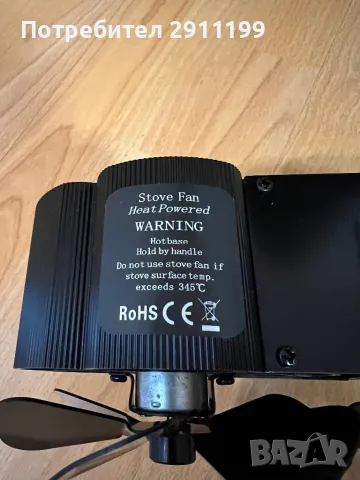 Потребител 2911199
Stove Fan
Heat Powered
WARNING
Hotbase
Hold by handle
Do not use stove fan if
stove surface temp.
exceeds 345℃
RoHS CE
BAZAR